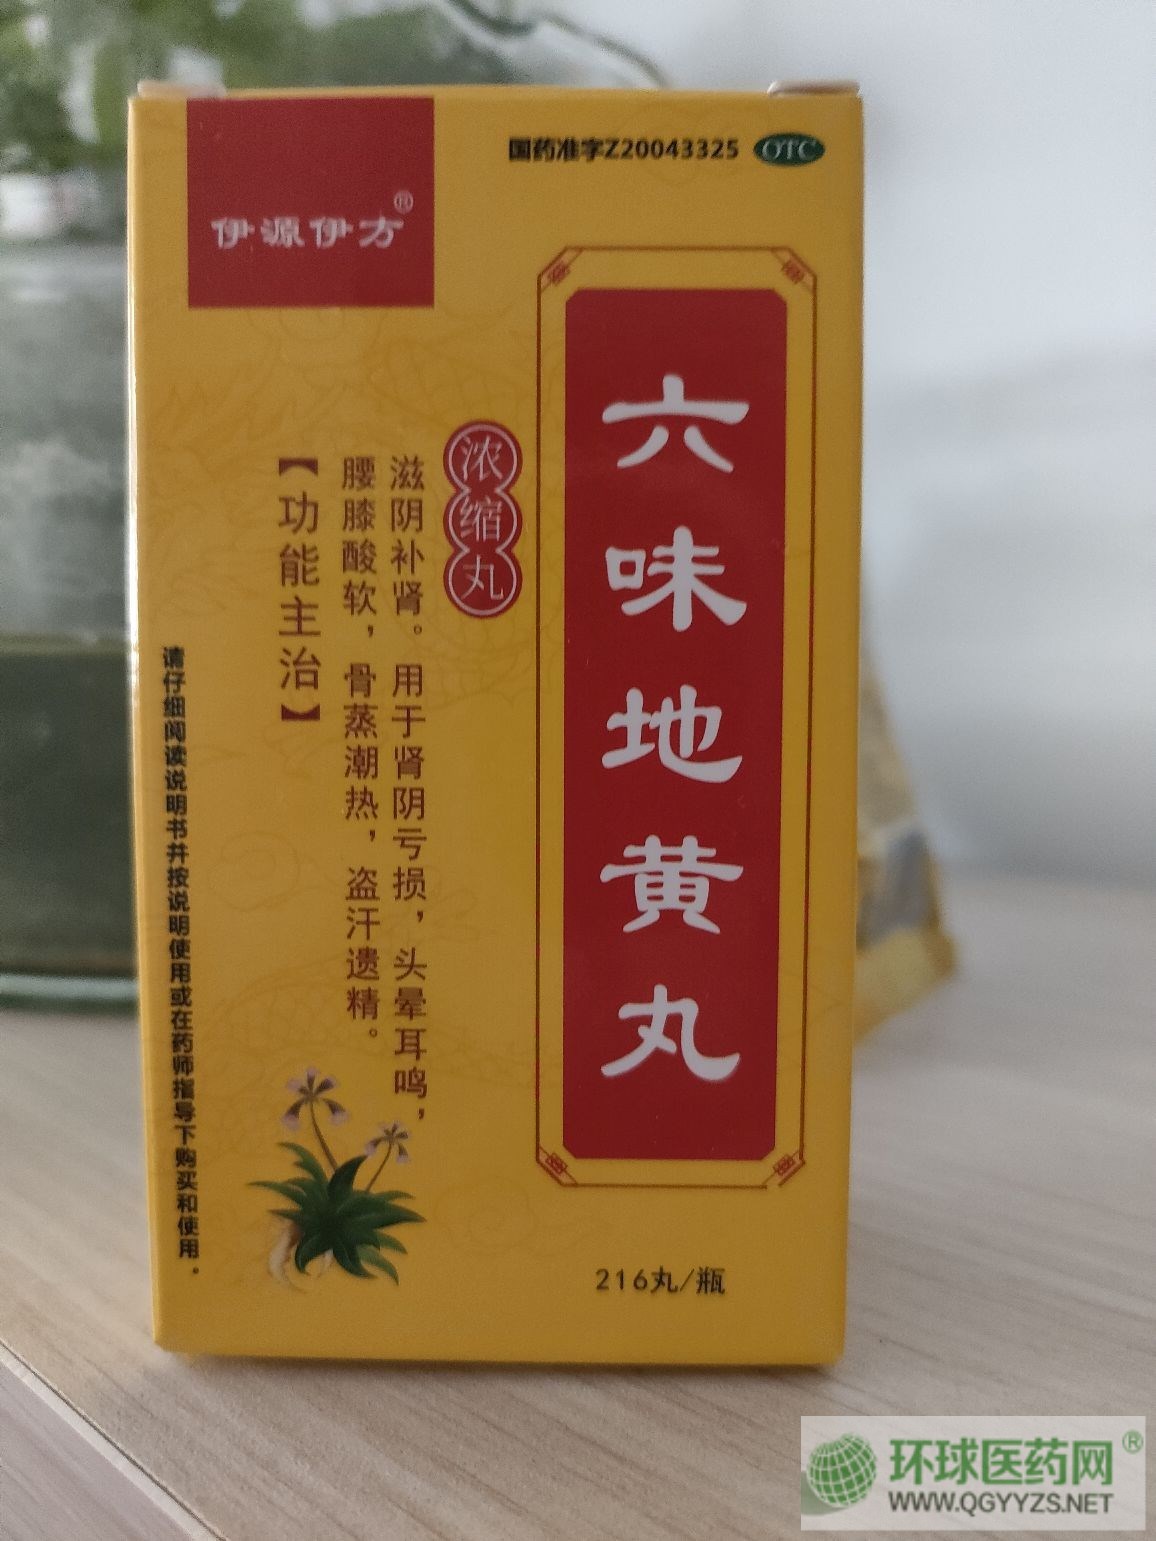 国药准字Z20043325 OTC
伊源伊方®
六味地黄丸
浓缩丸
【功能主治】
滋阴补肾。用于肾阴亏损，头晕耳鸣，
腰膝酸软，骨蒸潮热，盗汗遗精。
请仔细阅读说明书并按说明使用或在药师指导下购买和使用。
216丸/瓶
环球医药网®
WWW.QGYYZS.NET